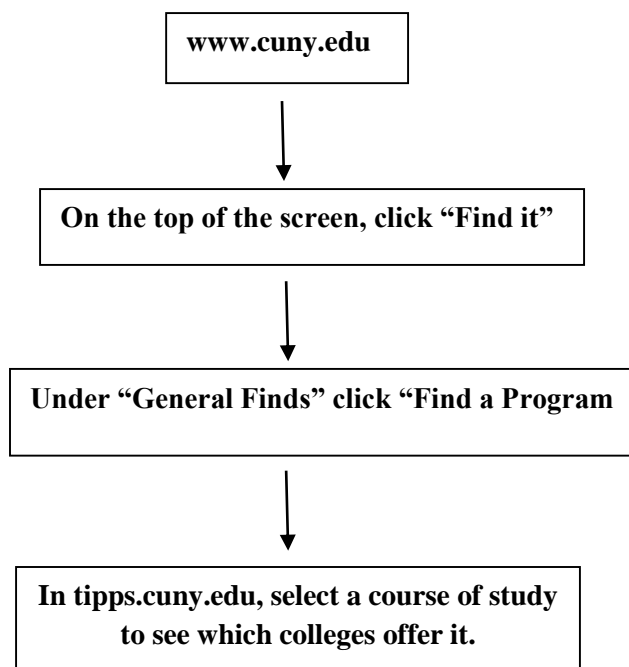 www.cuny.edu
On the top of the screen, click “Find it”
Under “General Finds” click “Find a Program
In tipps.cuny.edu, select a course of study
to see which colleges offer it.